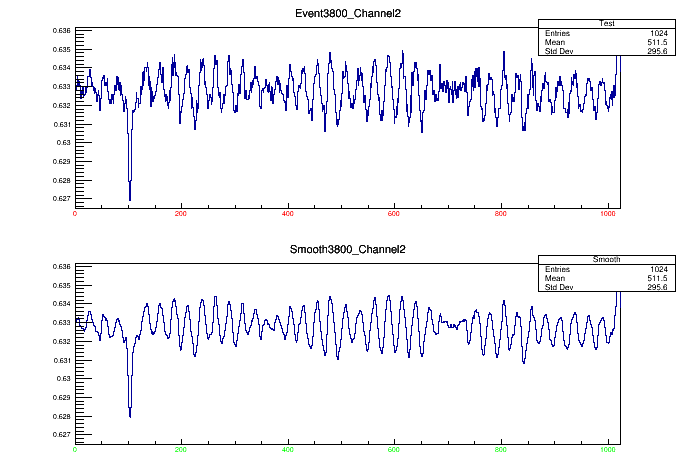 Event3800_Channel2
Test
Entries 1024
Mean 511.5
Std Dev 295.6
0.636
0.635
0.634
0.633
0.632
0.631
0.63
0.629
0.628
0.627
0 200 400 600 800 1000
Smooth3800_Channel2
Smooth
Entries 1024
Mean 511.5
Std Dev 295.6
0.636
0.635
0.634
0.633
0.632
0.631
0.63
0.629
0.628
0.627
0 200 400 600 800 1000